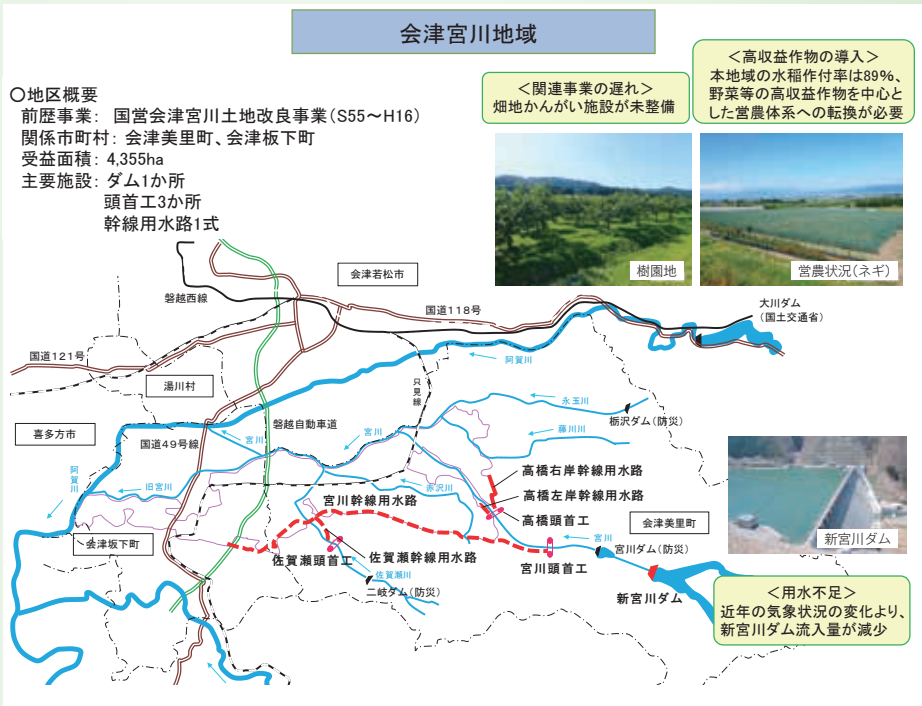 会津宮川地域
○地区概要
前歴事業: 国営会津宮川土地改良事業(S55～H16)
関係市町村: 会津美里町、会津坂下町
受益面積: 4,355ha
主要施設: ダム1か所
頭首工3か所
幹線用水路1式
＜関連事業の遅れ＞
畑地かんがい施設が未整備
＜高収益作物の導入＞
本地域の水稲作付率は89%、
野菜等の高収益作物を中心と
した営農体系への転換が必要
樹園地
営農状況(ネギ)
会津若松市
磐越西線
国道118号
大川ダム
(国土交通省)
国道121号
阿賀川
湯川村
只見線
永玉川
栃沢ダム(防災)
喜多方市
磐越自動車道
国道49号線
宮川
宮川
藤川川
阿賀川
旧宮川
赤沢川
高橋右岸幹線用水路
宮川幹線用水路
高橋左岸幹線用水路
高橋頭首工
会津美里町
会津坂下町
宮川
宮川ダム(防災)
新宮川ダム
佐賀瀬頭首工
佐賀瀬幹線用水路
宮川頭首工
佐賀瀬川
二岐ダム(防災)
新宮川ダム
＜用水不足＞
近年の気象状況の変化より、
新宮川ダム流入量が減少